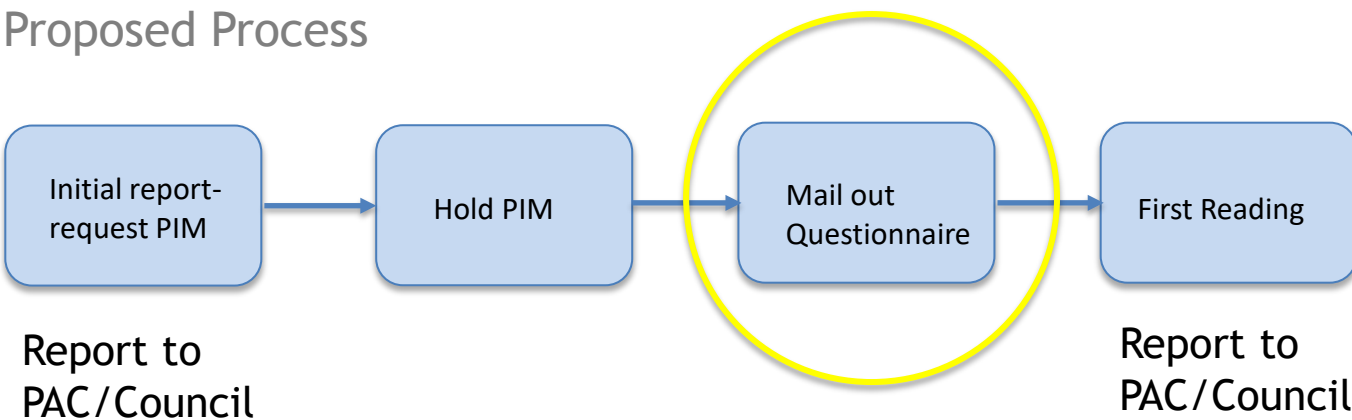 Proposed Process
Initial report-
request PIM
Hold PIM
Mail out
Questionnaire
First Reading
Report to
PAC/Council
Report to
PAC/Council